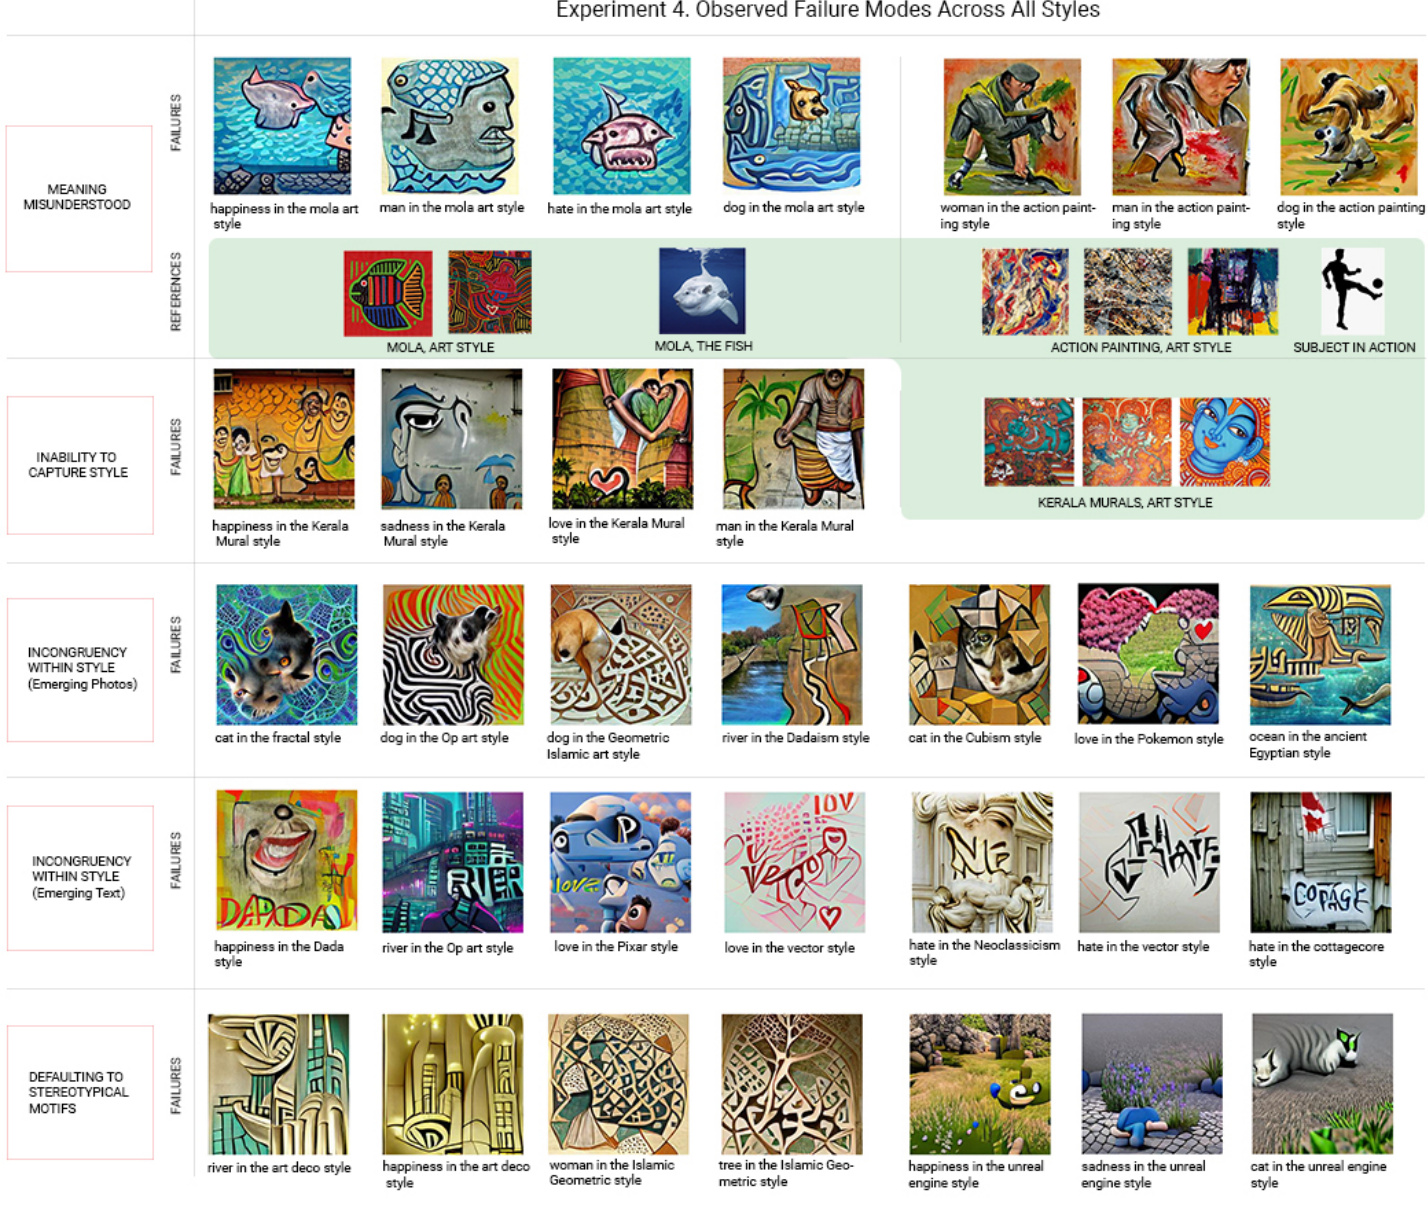 Experiment 4. Observed Failure Modes Across All Styles
MEANING
MISUNDERSTOOD
FAILURES
happiness in the mola art
style
man in the mola art style
hate in the mola art style
dog in the mola art style
woman in the action paint-
ing style
man in the action paint-
ing style
dog in the action painting
style
REFERENCES
MOLA, ART STYLE
MOLA, THE FISH
ACTION PAINTING, ART STYLE
SUBJECT IN ACTION
INABILITY TO
CAPTURE STYLE
FAILURES
happiness in the Kerala
Mural style
sadness in the Kerala
Mural style
love in the Kerala Mural
style
man in the Kerala Mural
style
KERALA MURALS, ART STYLE
INCONGRUENCY
WITHIN STYLE
(Emerging Photos)
FAILURES
cat in the fractal style
dog in the Op art style
dog in the Geometric
Islamic art style
river in the Dadaism style
cat in the Cubism style
love in the Pokemon style
ocean in the ancient
Egyptian style
INCONGRUENCY
WITHIN STYLE
(Emerging Text)
FAILURES
RIVER
P
love
LOV
Vector
HATE
COPAGE
happiness in the Dada
style
river in the Op art style
love in the Pixar style
love in the vector style
hate in the Neoclassicism
style
hate in the vector style
hate in the cottagecore
style
DEFAULTING TO
STEREOTYPICAL
MOTIFS
FAILURES
river in the art deco style
happiness in the art deco
style
woman in the Islamic
Geometric style
tree in the Islamic Geo-
metric style
happiness in the unreal
engine style
sadness in the unreal
engine style
cat in the unreal engine
style